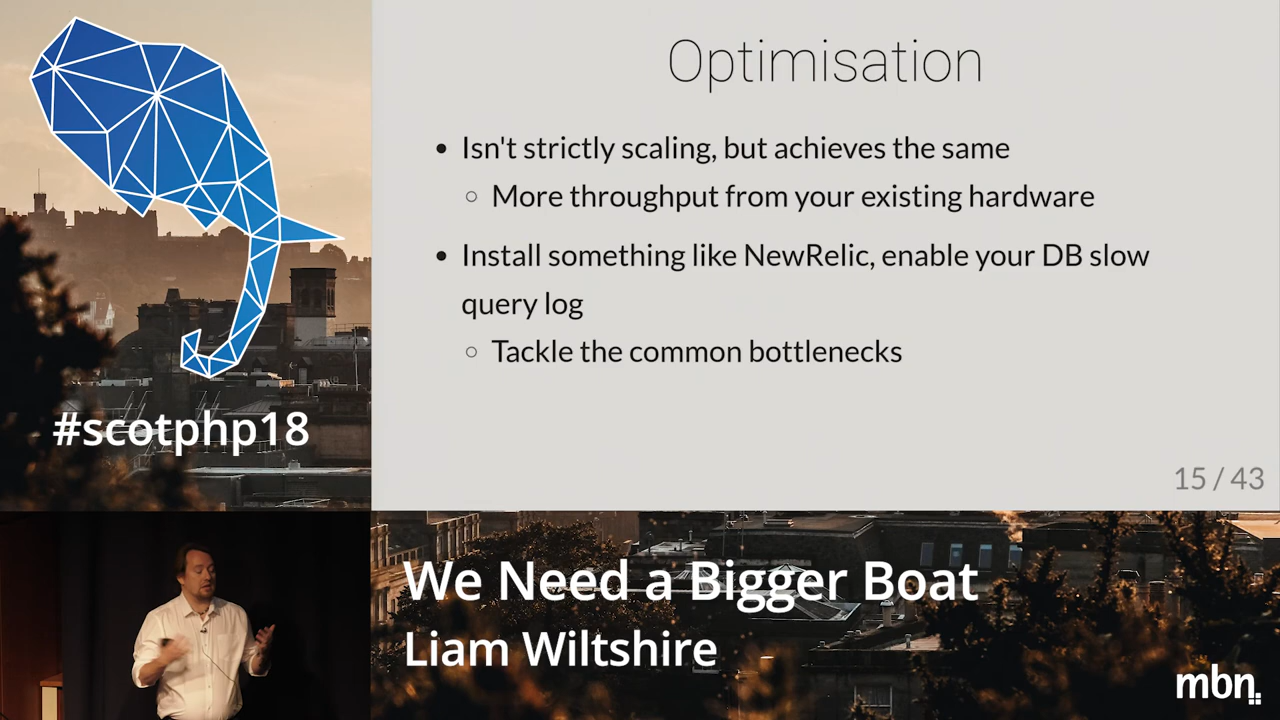 Optimisation
• Isn't strictly scaling, but achieves the same
○ More throughput from your existing hardware
• Install something like NewRelic, enable your DB slow
query log
○ Tackle the common bottlenecks
15 / 43
#scotphp18
We Need a Bigger Boat
Liam Wiltshire
mbn